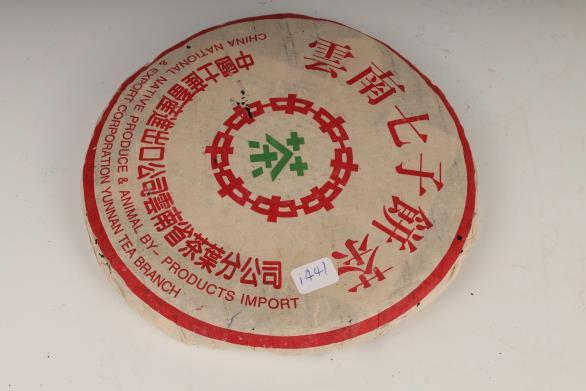 云南七子餅茶
茶
中國土產畜產進出口公司雲南省茶葉分公司
CHINA NATIONAL & NATIVE PRODUCE & ANIMAL BY-PRODUCTS IMPORT
& EXPORT CORPORATION YUNNAN TEA BRANCH
1441